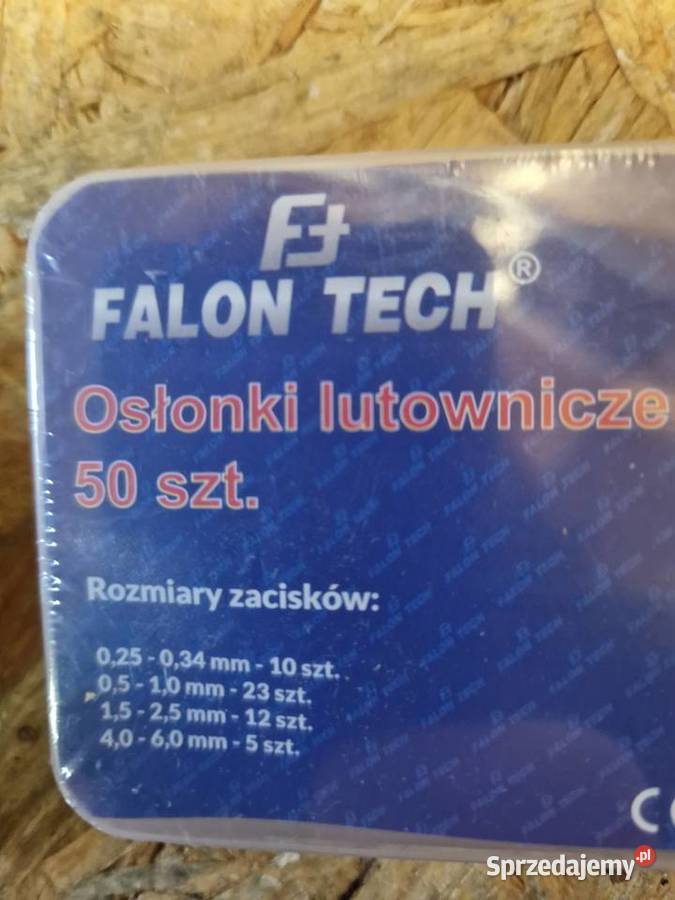 FALON TECH ®
Osłonki lutownicze
50 szt.
Rozmiary zacisków:
0,25 - 0,34 mm - 10 szt.
0,5 - 1,0 mm - 23 szt.
1,5 - 2,5 mm - 12 szt.
4,0 - 6,0 mm - 5 szt.
CE
Sprzedajemy.pl